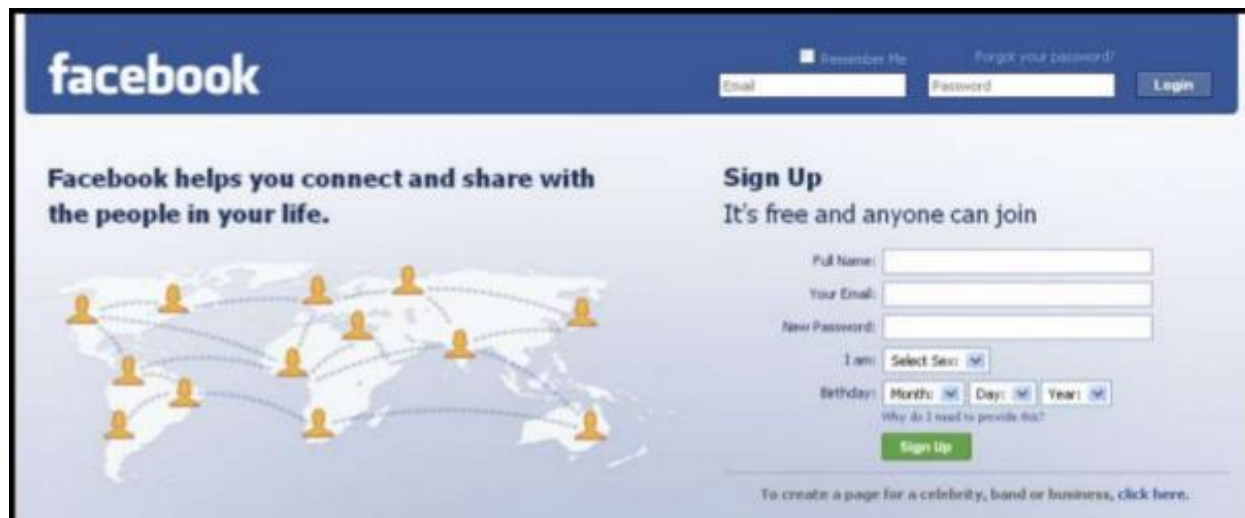 facebook
Remember Me
Forgot your password?
Email
Password
Login
Facebook helps you connect and share with
the people in your life.
Sign Up
It's free and anyone can join
Full Name:
Your Email:
New Password:
I am: Select Sex:
Birthday: Month: Day: Year:
Why do I need to provide this?
Sign Up
To create a page for a celebrity, band or business, click here.